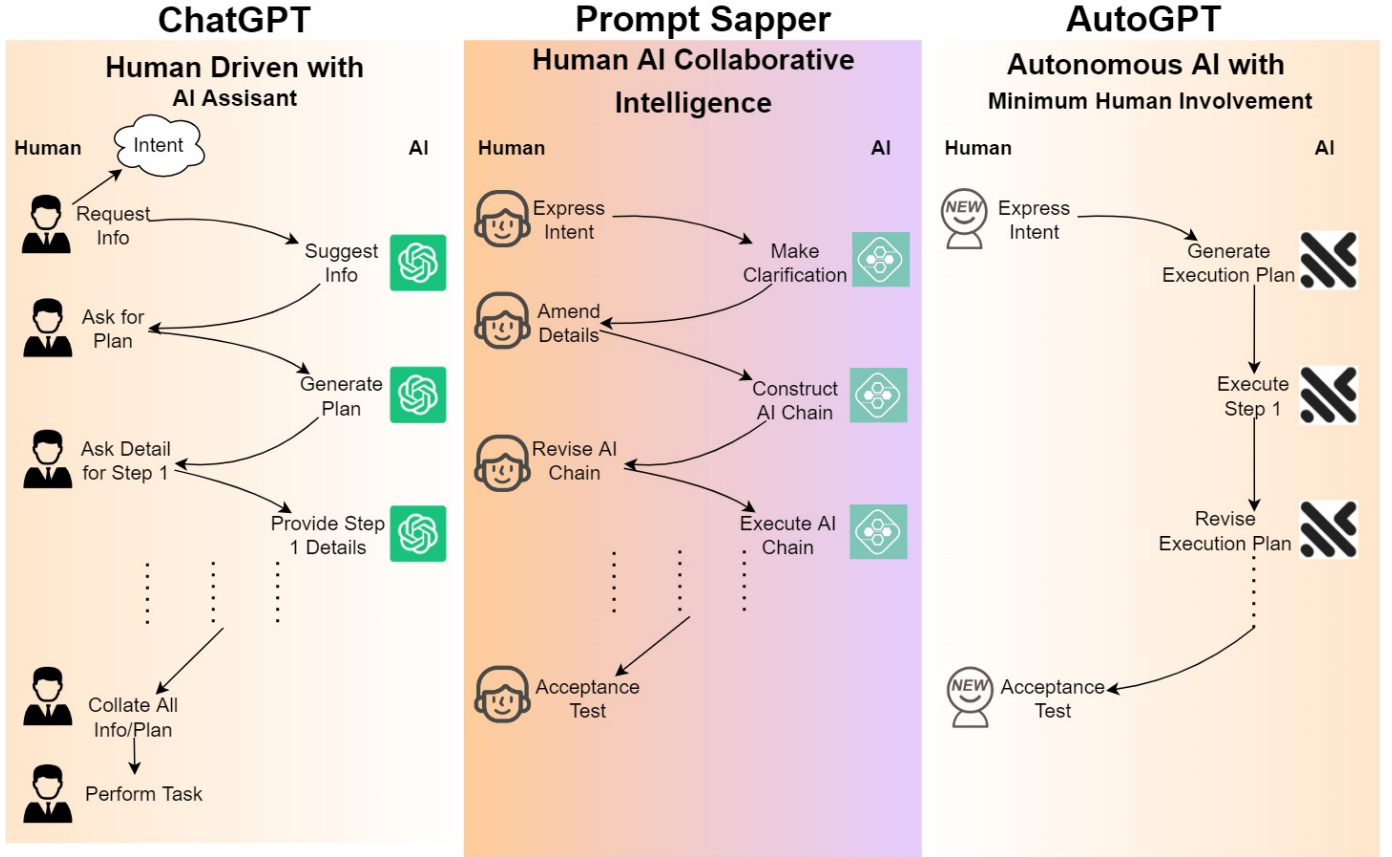 ChatGPT
Human Driven with
AI Assisant
Human
Intent
AI
Request
Info
Suggest
Info
Ask for
Plan
Generate
Plan
Ask Detail
for Step 1
Provide Step
1 Details
Collate All
Info/Plan
Perform Task
Prompt Sapper
Human AI Collaborative
Intelligence
Human
AI
Express
Intent
Make
Clarification
Amend
Details
Construct
AI Chain
Revise AI
Chain
Execute AI
Chain
Acceptance
Test
AutoGPT
Autonomous AI with
Minimum Human Involvement
Human
AI
NEW
Express
Intent
Generate
Execution Plan
Execute
Step 1
Revise
Execution Plan
NEW
Acceptance
Test